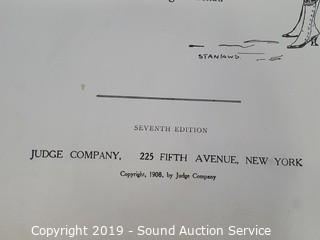 STANLAWS.
SEVENTH EDITION
JUDGE COMPANY, 225 FIFTH AVENUE, NEW YORK
Copyright, 1908, by Judge Company
Copyright 2019 - Sound Auction Service